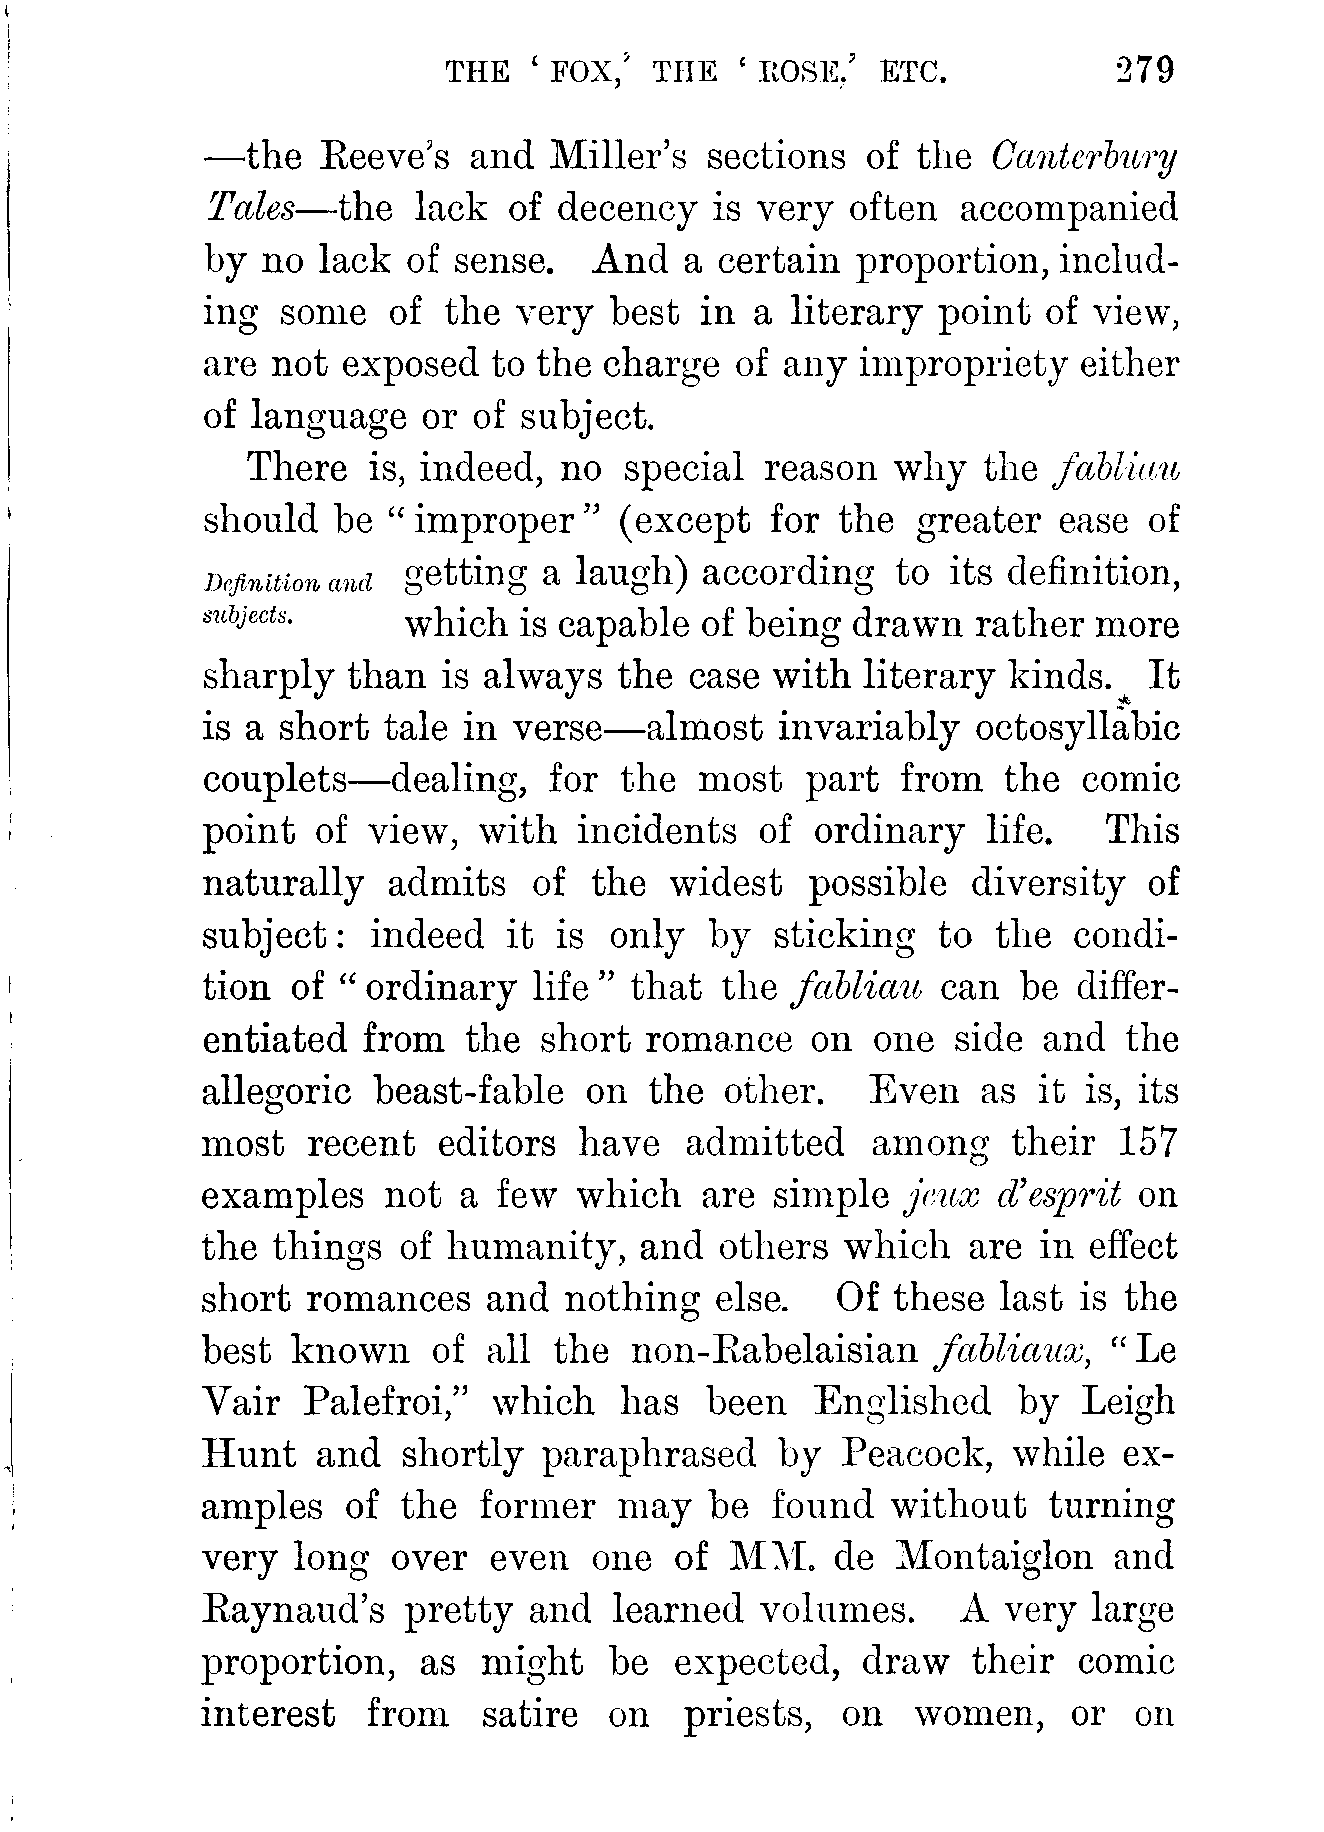 THE ‘FOX,’ THE ‘ROSE,’ ETC. 279
—the Reeve’s and Miller’s sections of the Canterbury
Tales—the lack of decency is very often accompanied
by no lack of sense. And a certain proportion, includ-
ing some of the very best in a literary point of view,
are not exposed to the charge of any impropriety either
of language or of subject.
There is, indeed, no special reason why the fabliau
should be “improper” (except for the greater ease of
Definition and getting a laugh) according to its definition,
subjects. which is capable of being drawn rather more
sharply than is always the case with literary kinds. It
is a short tale in verse—almost invariably octosyllabic
couplets—dealing, for the most part from the comic
point of view, with incidents of ordinary life. This
naturally admits of the widest possible diversity of
subject: indeed it is only by sticking to the condi-
tion of “ordinary life” that the fabliau can be differ-
entiated from the short romance on one side and the
allegoric beast-fable on the other. Even as it is, its
most recent editors have admitted among their 157
examples not a few which are simple jeux d’esprit on
the things of humanity, and others which are in effect
short romances and nothing else. Of these last is the
best known of all the non-Rabelaisian fabliaux, “Le
Vair Palefroi,” which has been Englished by Leigh
Hunt and shortly paraphrased by Peacock, while ex-
amples of the former may be found without turning
very long over even one of MM. de Montaiglon and
Raynaud’s pretty and learned volumes. A very large
proportion, as might be expected, draw their comic
interest from satire on priests, on women, or on